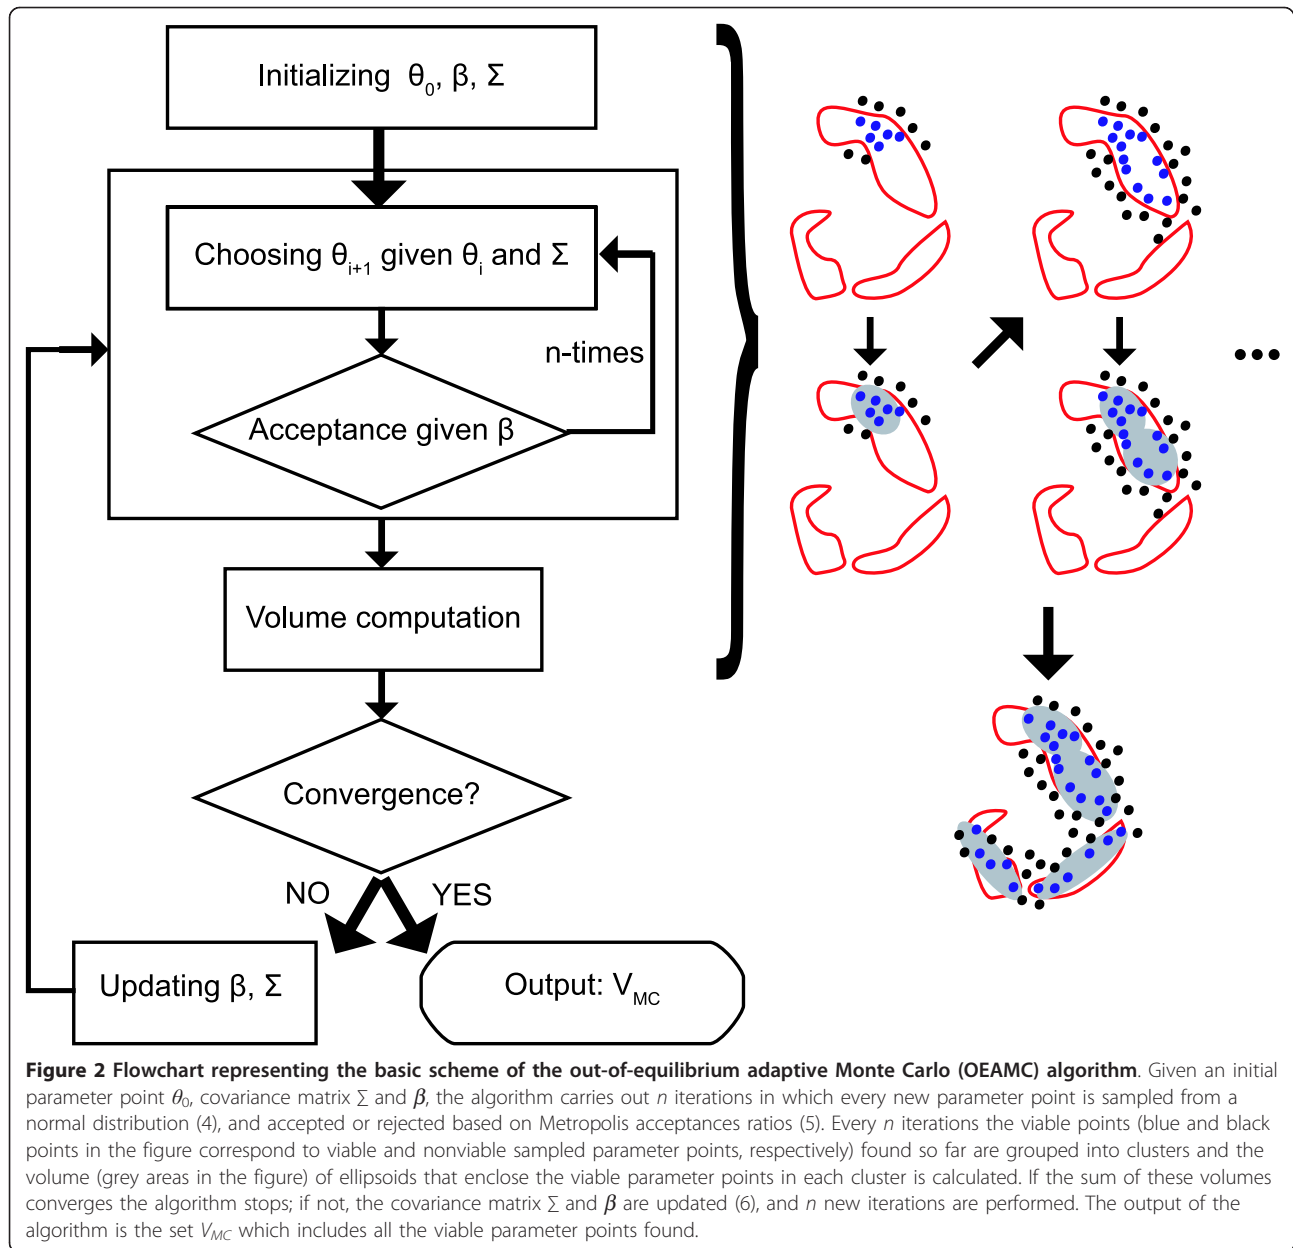 Initializing θ0, β, Σ
Choosing θi+1 given θi and Σ
n-times
Acceptance given β
Volume computation
Convergence?
NO
YES
Updating β, Σ
Output: VMC
Figure 2 Flowchart representing the basic scheme of the out-of-equilibrium adaptive Monte Carlo (OEAMC) algorithm. Given an initial
parameter point θ0, covariance matrix Σ and β, the algorithm carries out n iterations in which every new parameter point is sampled from a
normal distribution (4), and accepted or rejected based on Metropolis acceptances ratios (5). Every n iterations the viable points (blue and black
points in the figure correspond to viable and nonviable sampled parameter points, respectively) found so far are grouped into clusters and the
volume (grey areas in the figure) of ellipsoids that enclose the viable parameter points in each cluster is calculated. If the sum of these volumes
converges the algorithm stops; if not, the covariance matrix Σ and β are updated (6), and n new iterations are performed. The output of the
algorithm is the set VMC which includes all the viable parameter points found.